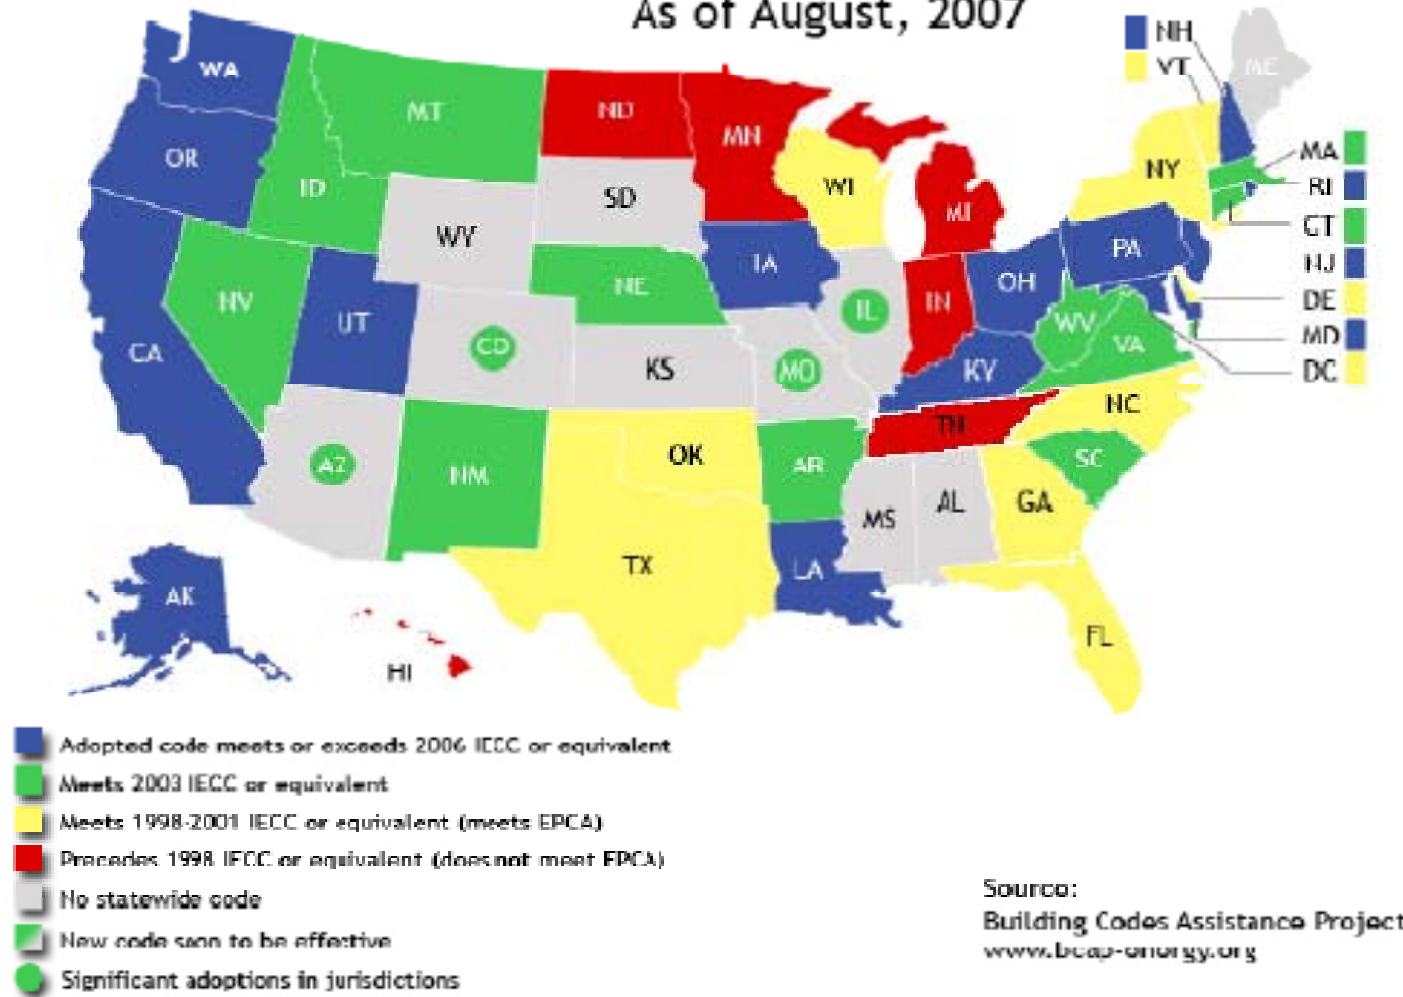 As of August, 2007
NH
VT
ME
WA
MT
ND
MN
OR
ID
SD
WI
MI
NY
MA
RI
CT
NJ
DE
MD
DC
WY
IA
PA
NV
UT
NE
IL
IN
OH
WV
VA
CA
CO
KS
MO
KY
NC
AZ
NM
OK
AR
TN
SC
MS
AL
GA
TX
LA
AK
HI
FL
Adopted code meets or exceeds 2006 IECC or equivalent
Meets 2003 IECC or equivalent
Meets 1998-2001 IECC or equivalent (meets EPCA)
Precedes 1998 IECC or equivalent (does not meet EPCA)
No statewide code
New code soon to be effective
Significant adoptions in jurisdictions
Source:
Building Codes Assistance Project
www.bcap-energy.org